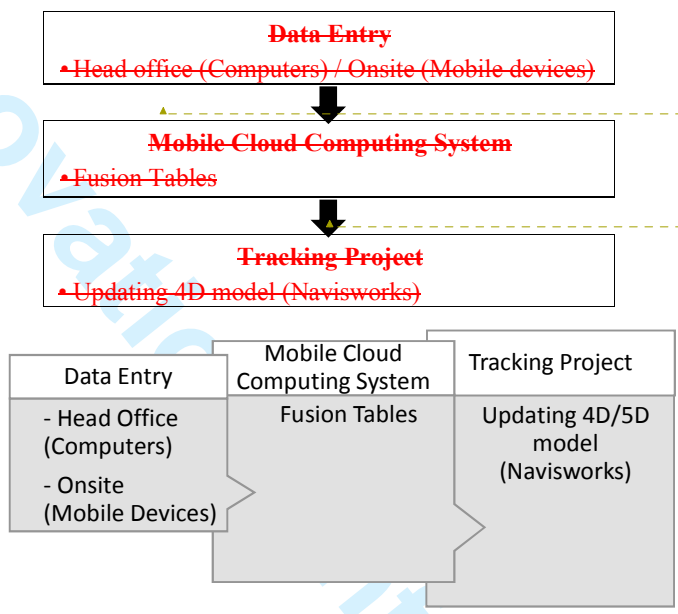 Data Entry
• Head office (Computers) / Onsite (Mobile devices)
Mobile Cloud Computing System
• Fusion Tables
Tracking Project
• Updating 4D model (Navisworks)
Data Entry
- Head Office
(Computers)
- Onsite
(Mobile Devices)
Mobile Cloud
Computing System
Fusion Tables
Tracking Project
Updating 4D/5D
model
(Navisworks)